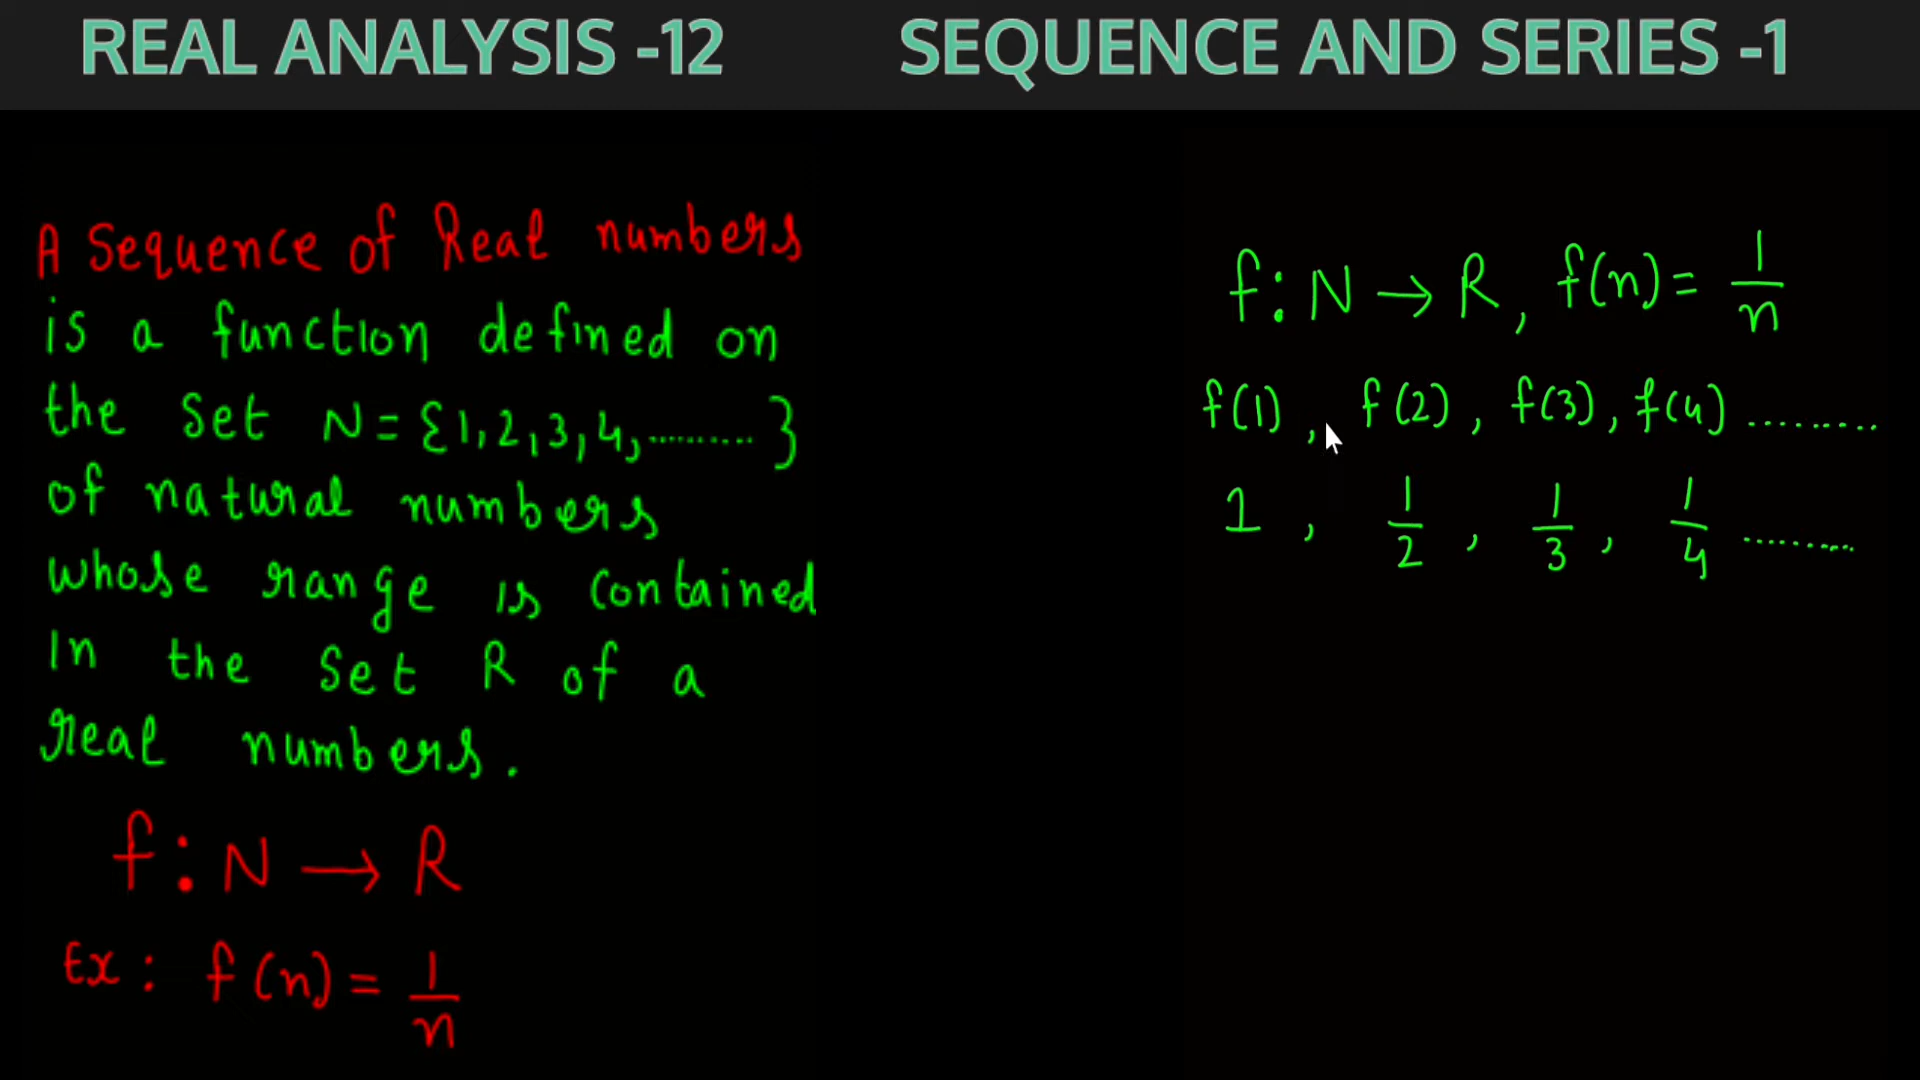 REAL ANALYSIS -12 SEQUENCE AND SERIES -1
A Sequence of Real numbers
is a function defined on
the set N = {1, 2, 3, 4, ......... }
of natural numbers
whose range is contained
in the set R of a
real numbers.
f : N → R
Ex : f(n) = 1/n
f : N → R, f(n) = 1/n
f(1), f(2), f(3), f(4) .........
1, 1/2, 1/3, 1/4 .........